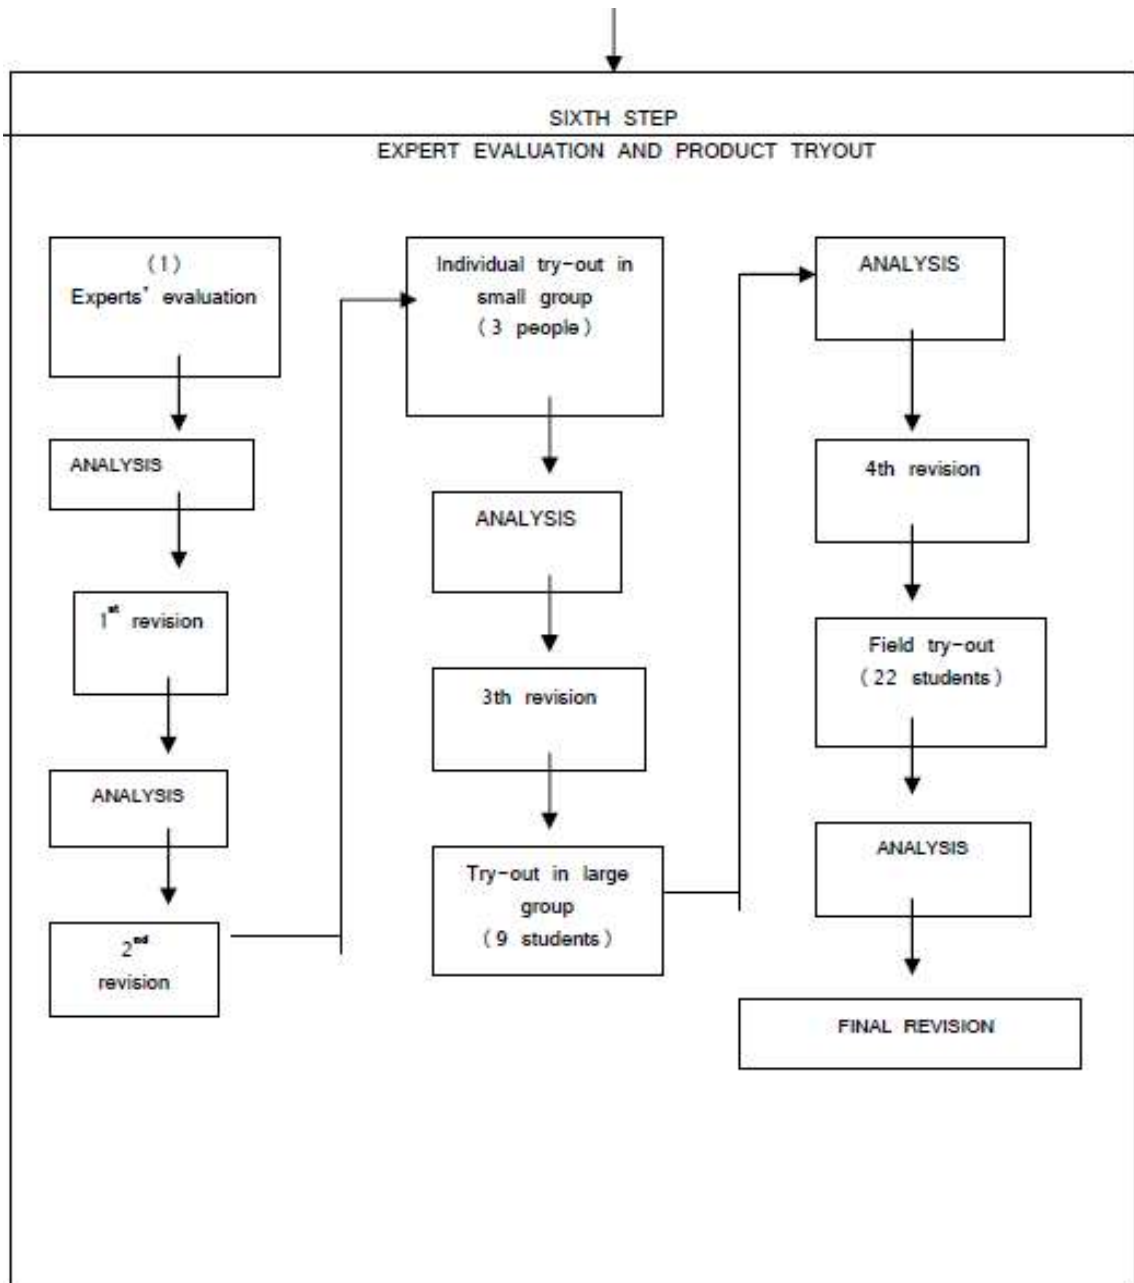 SIXTH STEP
EXPERT EVALUATION AND PRODUCT TRYOUT
(1)
Experts' evaluation
ANALYSIS
1st revision
ANALYSIS
2nd
revision
Individual try-out in
small group
(3 people)
ANALYSIS
3th revision
Try-out in large
group
(9 students)
ANALYSIS
4th revision
Field try-out
(22 students)
ANALYSIS
FINAL REVISION